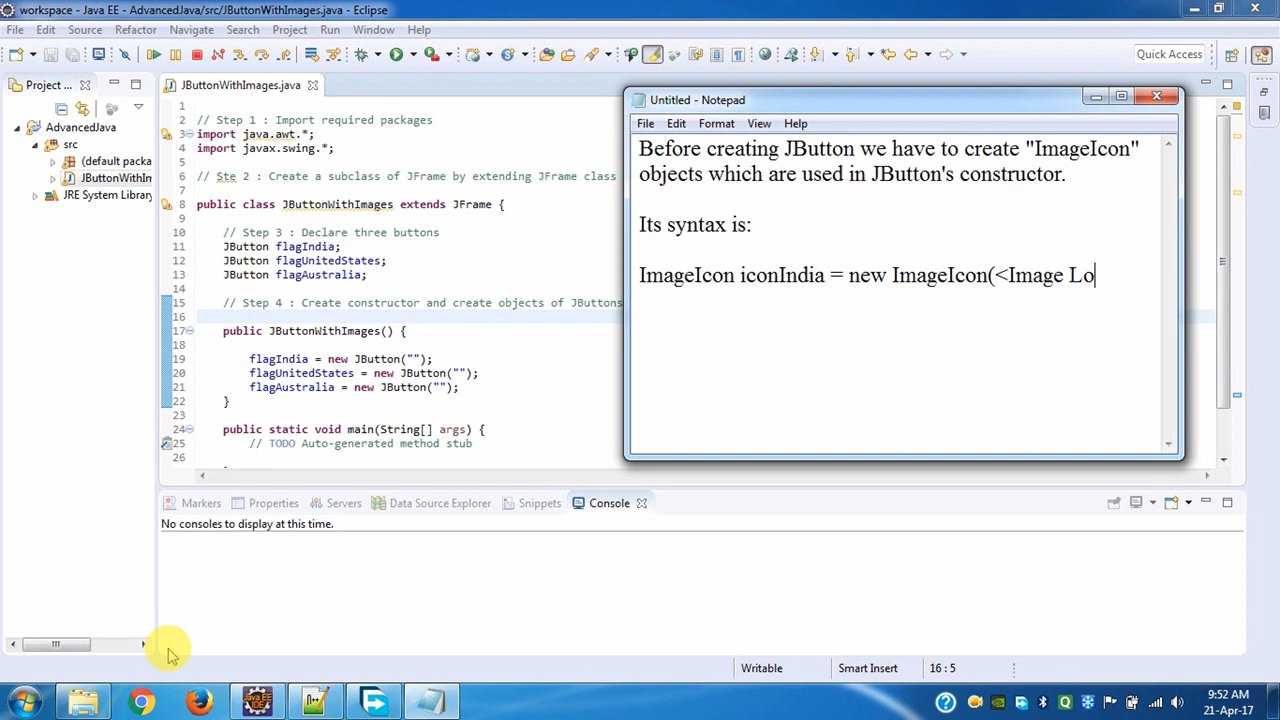 workspace - Java EE - AdvancedJava/src/JButtonWithImages.java - Eclipse
File Edit Source Refactor Navigate Search Project Run Window Help
Quick Access
Project ...
JButtonWithImages.java
AdvancedJava
src
(default packa
JButtonWithIn
JRE System Library
1
2 // Step 1 : Import required packages
3 import java.awt.*;
4 import javax.swing.*;
5
6 // Ste 2 : Create a subclass of JFrame by extending JFrame class
7
8 public class JButtonWithImages extends JFrame {
9
10 // Step 3 : Declare three buttons
11 JButton flagIndia;
12 JButton flagUnitedStates;
13 JButton flagAustralia;
14
15 // Step 4 : Create constructor and create objects of JButtons
16
17 public JButtonWithImages() {
18
19 flagIndia = new JButton("");
20 flagUnitedStates = new JButton("");
21 flagAustralia = new JButton("");
22 }
23
24 public static void main(String[] args) {
25 // TODO Auto-generated method stub
26
Untitled - Notepad
File Edit Format View Help
Before creating JButton we have to create "ImageIcon"
objects which are used in JButton's constructor.
Its syntax is:
ImageIcon iconIndia = new ImageIcon(<Image Lo
Markers Properties Servers Data Source Explorer Snippets Console
No consoles to display at this time.
Writable Smart Insert 16 : 5
Java EE
IDE
9:52 AM
21-Apr-17